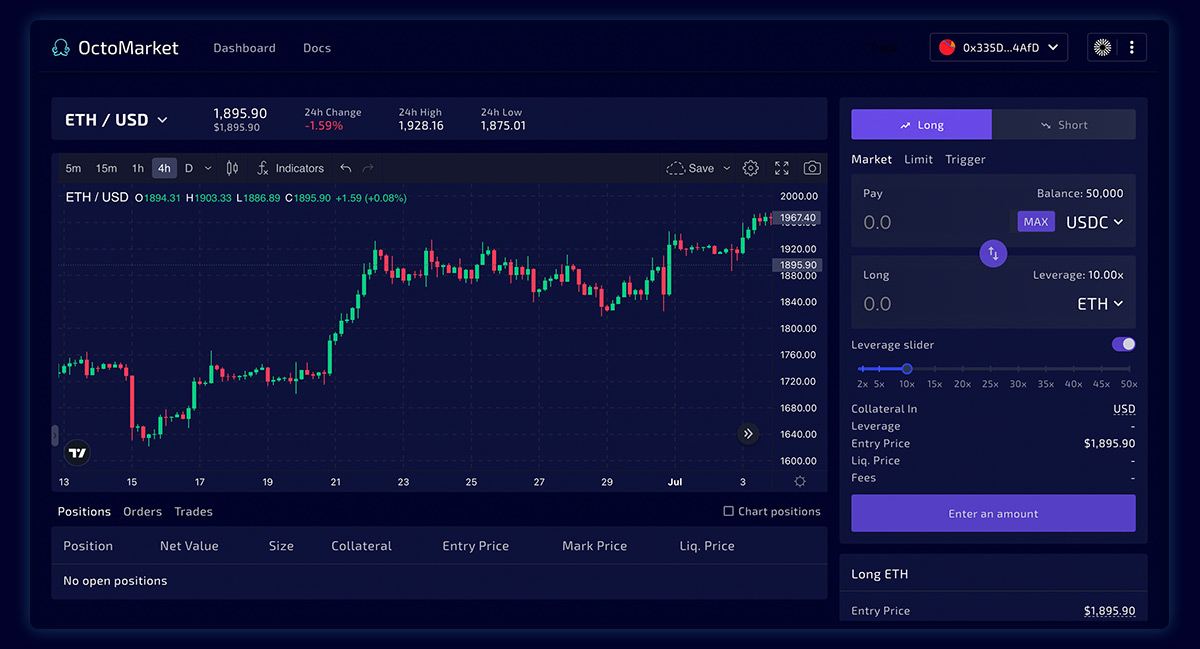 OctoMarket Dashboard Docs 0x335D...4AfD
ETH / USD
1,895.90
$1,895.90
24h Change
-1.59%
24h High
1,928.16
24h Low
1,875.01
5m 15m 1h 4h D Indicators Save
ETH / USD O1894.31 H1903.33 L1886.89 C1895.90 +1.59 (+0.08%)
2000.00
1967.40
1920.00
1895.90
1880.00
1840.00
1800.00
1760.00
1720.00
1680.00
1640.00
1600.00
13 15 17 19 21 23 25 27 29 Jul 3
Positions Orders Trades Chart positions
Position Net Value Size Collateral Entry Price Mark Price Liq. Price
No open positions
Long Short
Market Limit Trigger
Pay Balance: 50,000
0.0 MAX USDC
Long Leverage: 10.00x
0.0 ETH
Leverage slider
2x 5x 10x 15x 20x 25x 30x 35x 40x 45x 50x
Collateral In USD
Leverage -
Entry Price $1,895.90
Liq. Price -
Fees -
Enter an amount
Long ETH
Entry Price $1,895.90